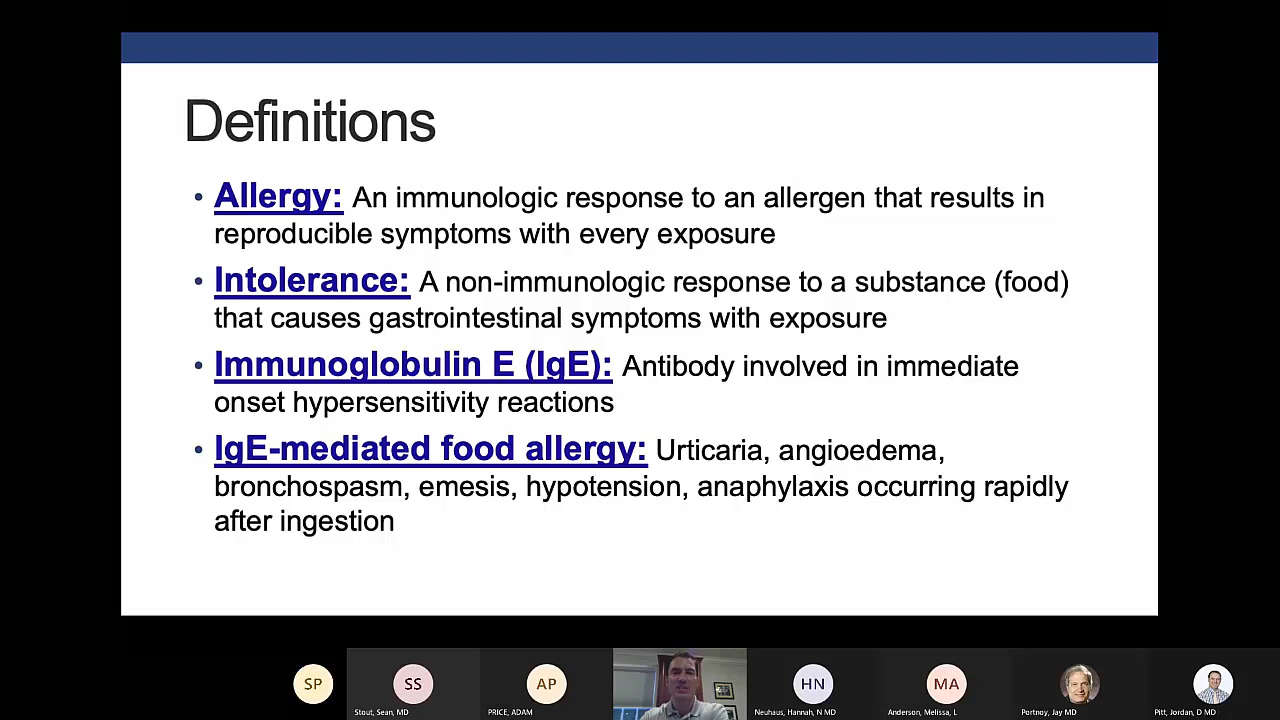 Definitions
• Allergy: An immunologic response to an allergen that results in
reproducible symptoms with every exposure
• Intolerance: A non-immunologic response to a substance (food)
that causes gastrointestinal symptoms with exposure
• Immunoglobulin E (IgE): Antibody involved in immediate
onset hypersensitivity reactions
• IgE-mediated food allergy: Urticaria, angioedema,
bronchospasm, emesis, hypotension, anaphylaxis occurring rapidly
after ingestion
SP SS AP HN MA
Stout, Sean, MD PRICE, ADAM Neuhaus, Hannah, N MD Anderson, Melissa, L Portnoy, Jay MD Pitt, Jordan, D MD